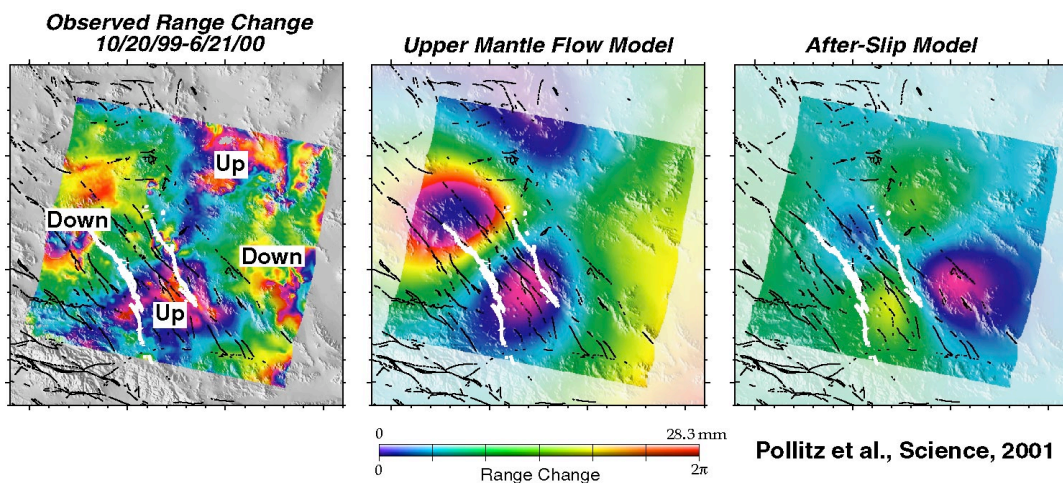 Observed Range Change
10/20/99-6/21/00
Upper Mantle Flow Model
After-Slip Model
Up
Down
Down
Up
0
28.3 mm
0
Range Change
2π
Pollitz et al., Science, 2001